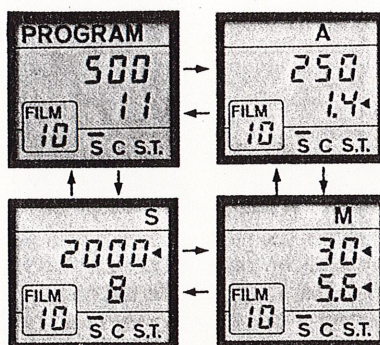 PROGRAM
500
11
FILM
10
S C S.T.
A
250
1.4
FILM
10
S C S.T.
S
2000
8
FILM
10
S C S.T.
M
30
5.6
FILM
10
S C S.T.